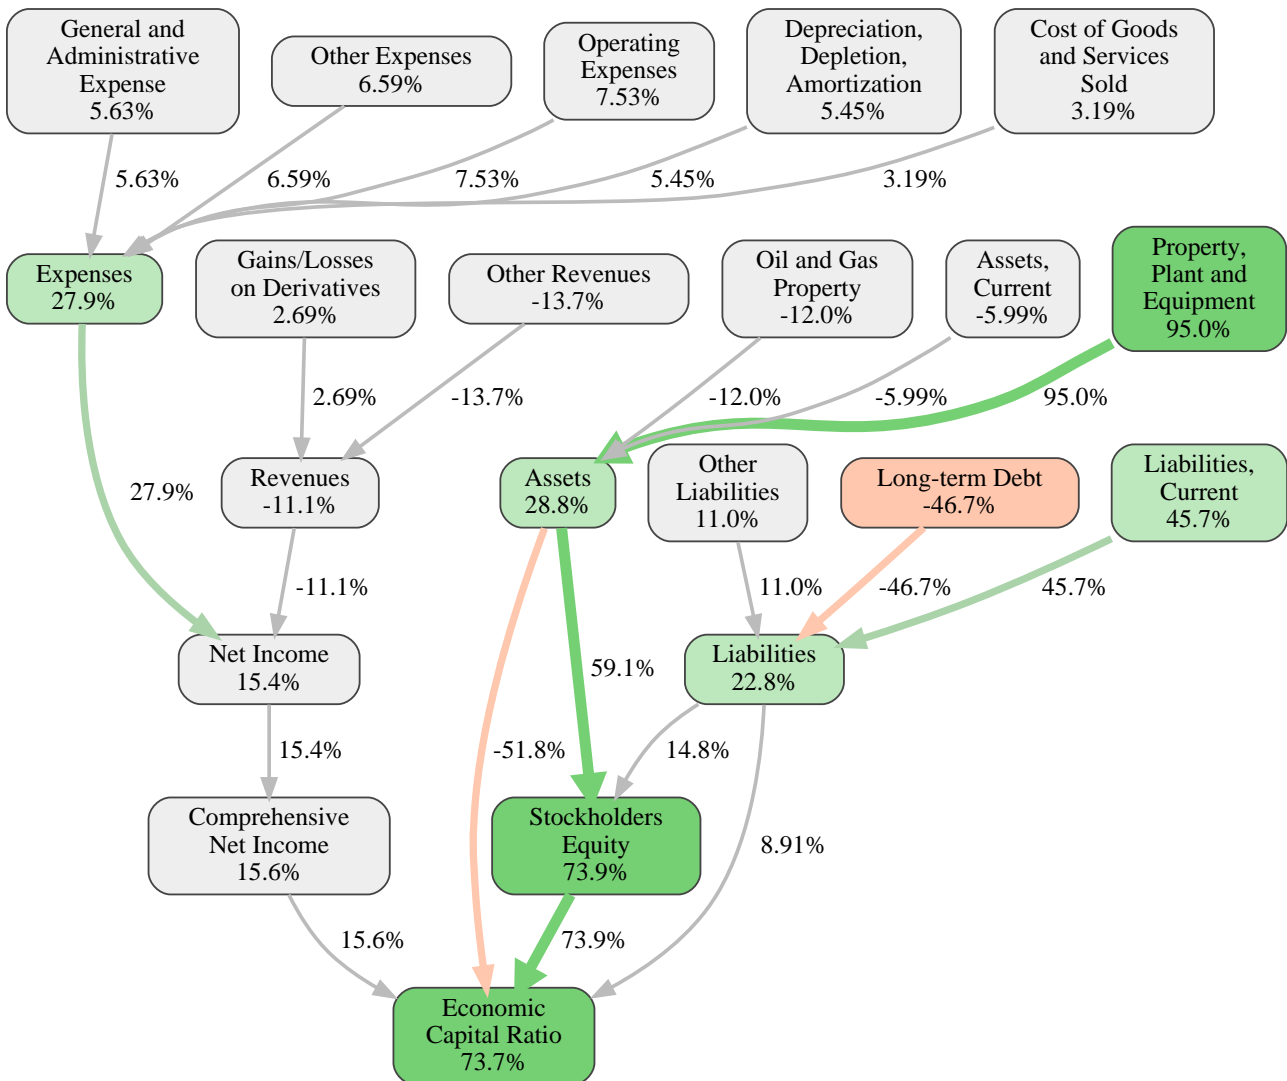 General and
Administrative
Expense
5.63%
Other Expenses
6.59%
Operating
Expenses
7.53%
Depreciation,
Depletion,
Amortization
5.45%
Cost of Goods
and Services
Sold
3.19%
5.63%
6.59%
7.53%
5.45%
3.19%
Expenses
27.9%
Gains/Losses
on Derivatives
2.69%
Other Revenues
-13.7%
Oil and Gas
Property
-12.0%
Assets,
Current
-5.99%
Property,
Plant and
Equipment
95.0%
2.69%
-13.7%
-12.0%
-5.99%
95.0%
27.9%
Revenues
-11.1%
Assets
28.8%
Other
Liabilities
11.0%
Long-term Debt
-46.7%
Liabilities,
Current
45.7%
-11.1%
11.0%
-46.7%
45.7%
Net Income
15.4%
59.1%
Liabilities
22.8%
15.4%
-51.8%
14.8%
Comprehensive
Net Income
15.6%
Stockholders
Equity
73.9%
8.91%
15.6%
73.9%
Economic
Capital Ratio
73.7%